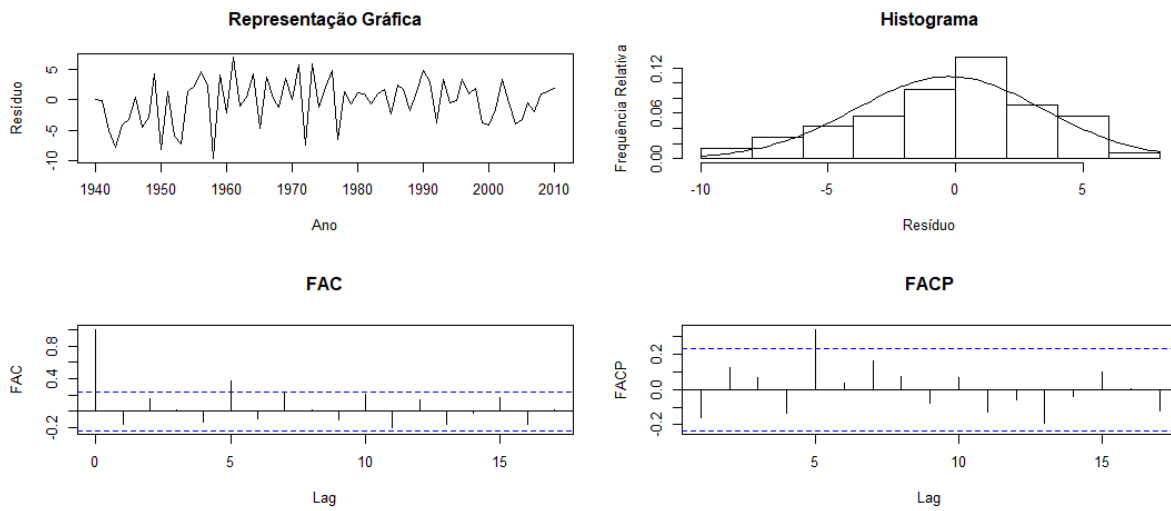 Representação Gráfica
Resíduo
-10 -5 0 5
1940 1950 1960 1970 1980 1990 2000 2010
Ano
Histograma
Frequência Relativa
0.00 0.06 0.12
-10 -5 0 5
Resíduo
FAC
FAC
-0.2 0.4 0.8
0 5 10 15
Lag
FACP
FACP
-0.2 0.0 0.2
5 10 15
Lag